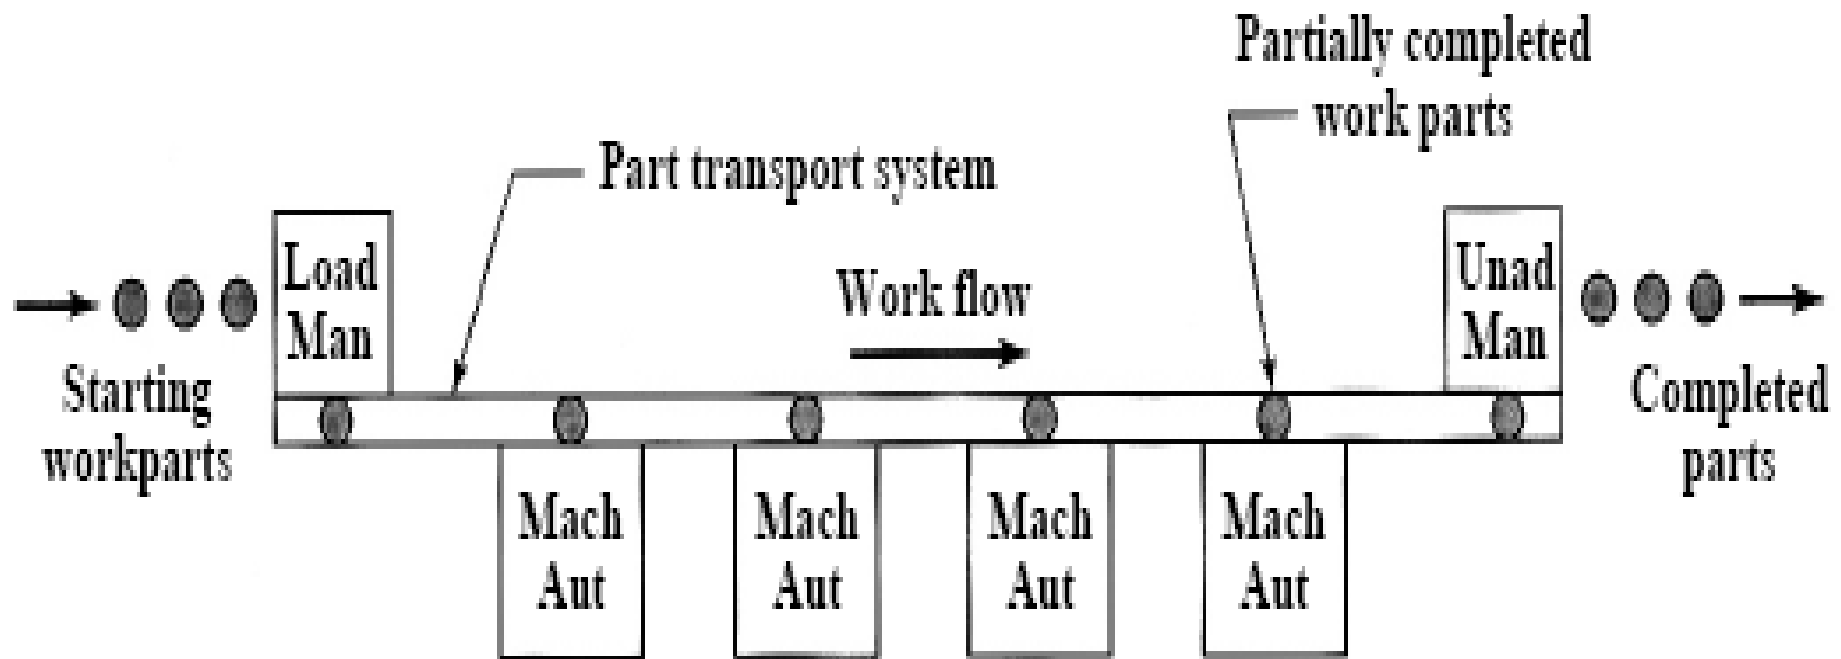 Partially completed
work parts
Part transport system
Load
Man
Work flow
Unad
Man
Starting
workparts
Completed
parts
Mach
Aut
Mach
Aut
Mach
Aut
Mach
Aut